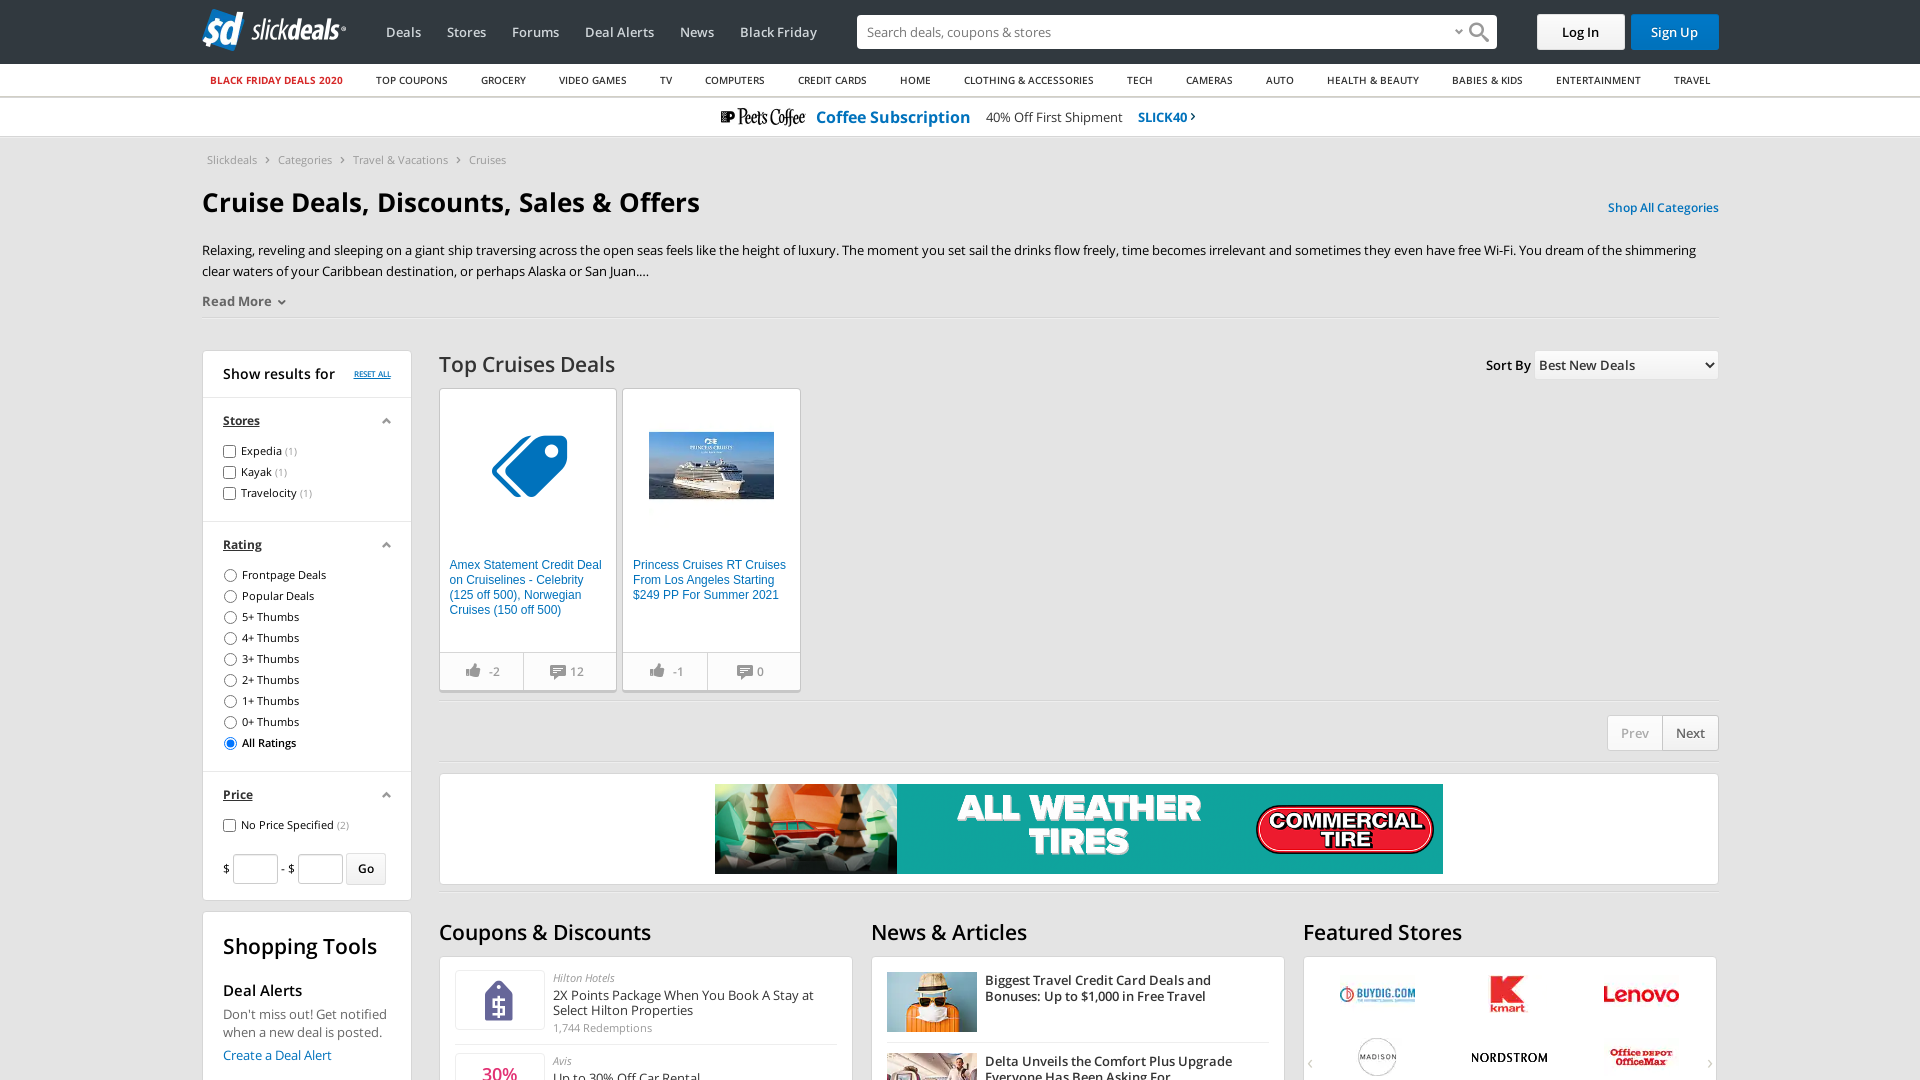 sd slickdeals
Deals
Stores
Forums
Deal Alerts
News
Black Friday
Search deals, coupons & stores
Log In
Sign Up
BLACK FRIDAY DEALS 2020
TOP COUPONS
GROCERY
VIDEO GAMES
TV
COMPUTERS
CREDIT CARDS
HOME
CLOTHING & ACCESSORIES
TECH
CAMERAS
AUTO
HEALTH & BEAUTY
BABIES & KIDS
ENTERTAINMENT
TRAVEL
Peet's Coffee Coffee Subscription 40% Off First Shipment SLICK40
Slickdeals › Categories › Travel & Vacations › Cruises
Cruise Deals, Discounts, Sales & Offers
Shop All Categories
Relaxing, reveling and sleeping on a giant ship traversing across the open seas feels like the height of luxury. The moment you set sail the drinks flow freely, time becomes irrelevant and sometimes they even have free Wi-Fi. You dream of the shimmering
clear waters of your Caribbean destination, or perhaps Alaska or San Juan....
Read More
Show results for
RESET ALL
Stores
Expedia (1)
Kayak (1)
Travelocity (1)
Rating
Frontpage Deals
Popular Deals
5+ Thumbs
4+ Thumbs
3+ Thumbs
2+ Thumbs
1+ Thumbs
0+ Thumbs
All Ratings
Price
No Price Specified (2)
$ - $ Go
Shopping Tools
Deal Alerts
Don't miss out! Get notified
when a new deal is posted.
Create a Deal Alert
Top Cruises Deals
Sort By Best New Deals
Amex Statement Credit Deal
on Cruiselines - Celebrity
(125 off 500), Norwegian
Cruises (150 off 500)
-2
12
PRINCESS CRUISES
Princess Cruises RT Cruises
From Los Angeles Starting
$249 PP For Summer 2021
-1
0
Prev
Next
ALL WEATHER
TIRES
COMMERCIAL
TIRE
Coupons & Discounts
Hilton Hotels
2X Points Package When You Book A Stay at
Select Hilton Properties
1,744 Redemptions
30%
Avis
Up to 30% Off Car Rental
News & Articles
Biggest Travel Credit Card Deals and
Bonuses: Up to $1,000 in Free Travel
Delta Unveils the Comfort Plus Upgrade
Everyone Has Been Asking For
Featured Stores
BUYDIG.COM
K
kmart
Lenovo
MADISON
NORDSTROM
Office DEPOT
OfficeMax